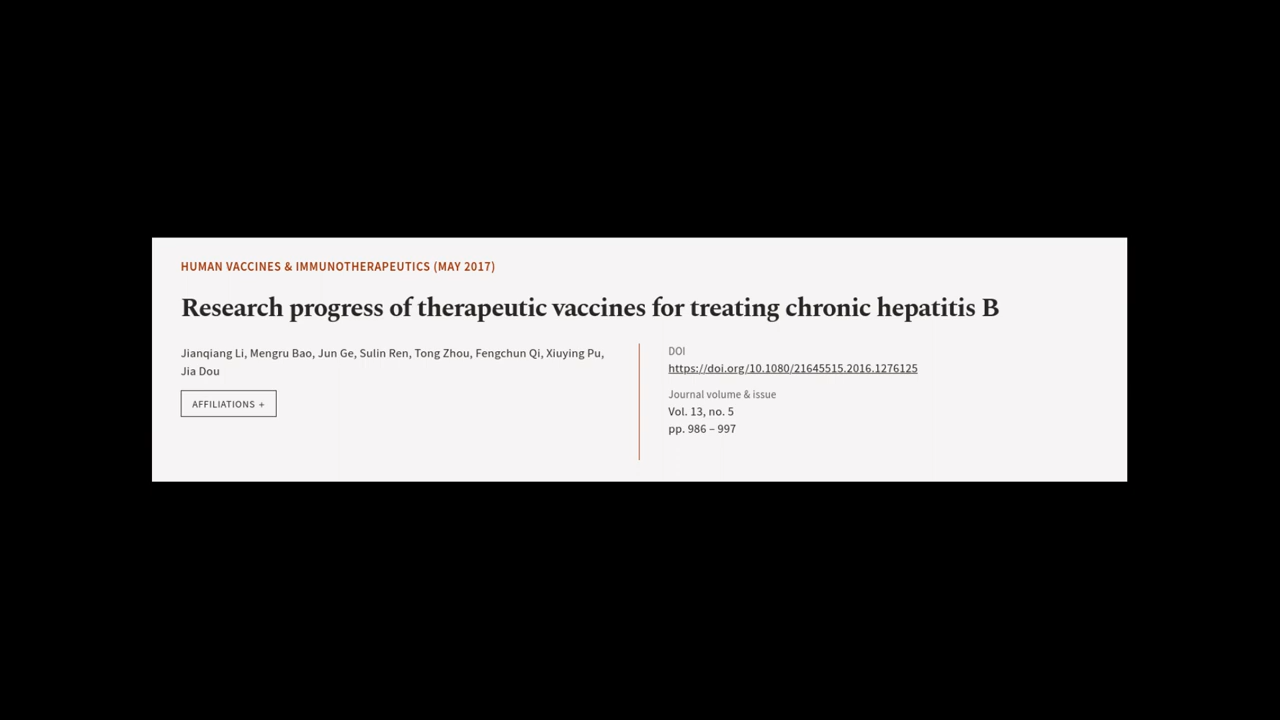 HUMAN VACCINES & IMMUNOTHERAPEUTICS (MAY 2017)
Research progress of therapeutic vaccines for treating chronic hepatitis B
Jianqiang Li, Mengru Bao, Jun Ge, Sulin Ren, Tong Zhou, Fengchun Qi, Xiuying Pu,
Jia Dou
AFFILIATIONS +
DOI
https://doi.org/10.1080/21645515.2016.1276125
Journal volume & issue
Vol. 13, no. 5
pp. 986 – 997